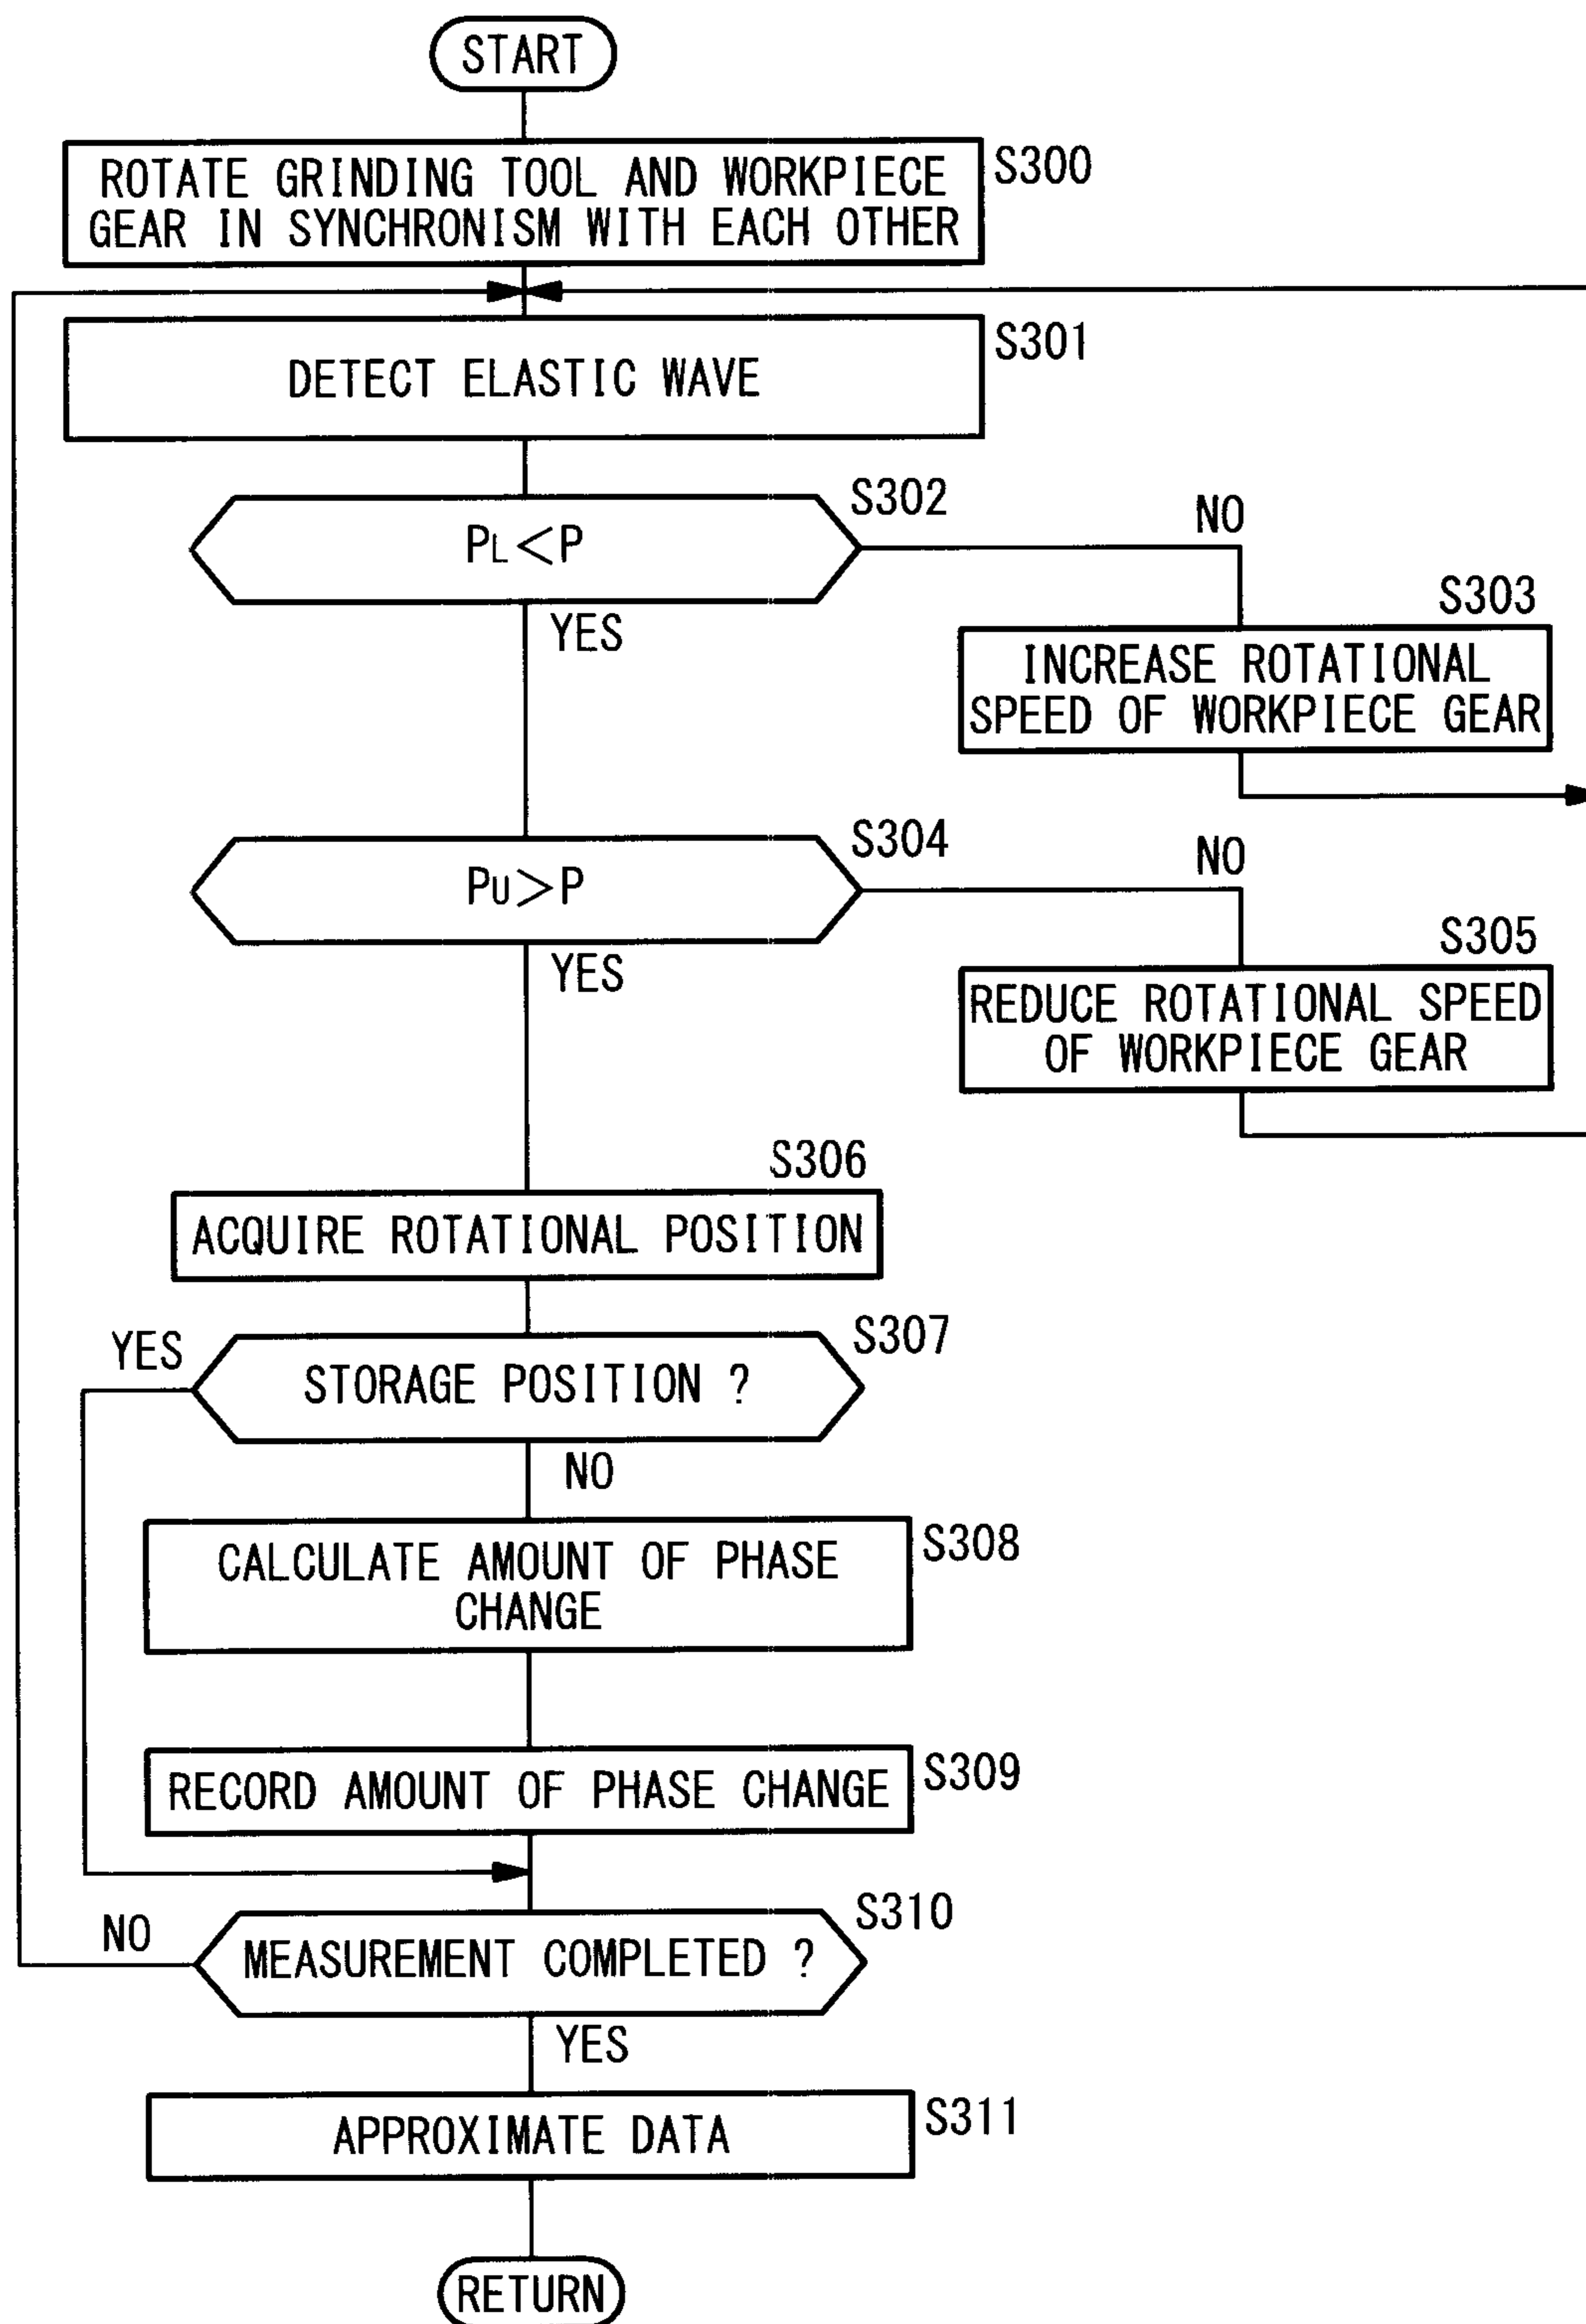 START
ROTATE GRINDING TOOL AND WORKPIECE
GEAR IN SYNCHRONISM WITH EACH OTHER
S300
DETECT ELASTIC WAVE
S301
PL<P
S302
NO
YES
S303
INCREASE ROTATIONAL
SPEED OF WORKPIECE GEAR
PU>P
S304
NO
YES
S305
REDUCE ROTATIONAL SPEED
OF WORKPIECE GEAR
S306
ACQUIRE ROTATIONAL POSITION
YES
STORAGE POSITION ?
S307
NO
CALCULATE AMOUNT OF PHASE
CHANGE
S308
RECORD AMOUNT OF PHASE CHANGE
S309
NO
MEASUREMENT COMPLETED ?
S310
YES
APPROXIMATE DATA
S311
RETURN